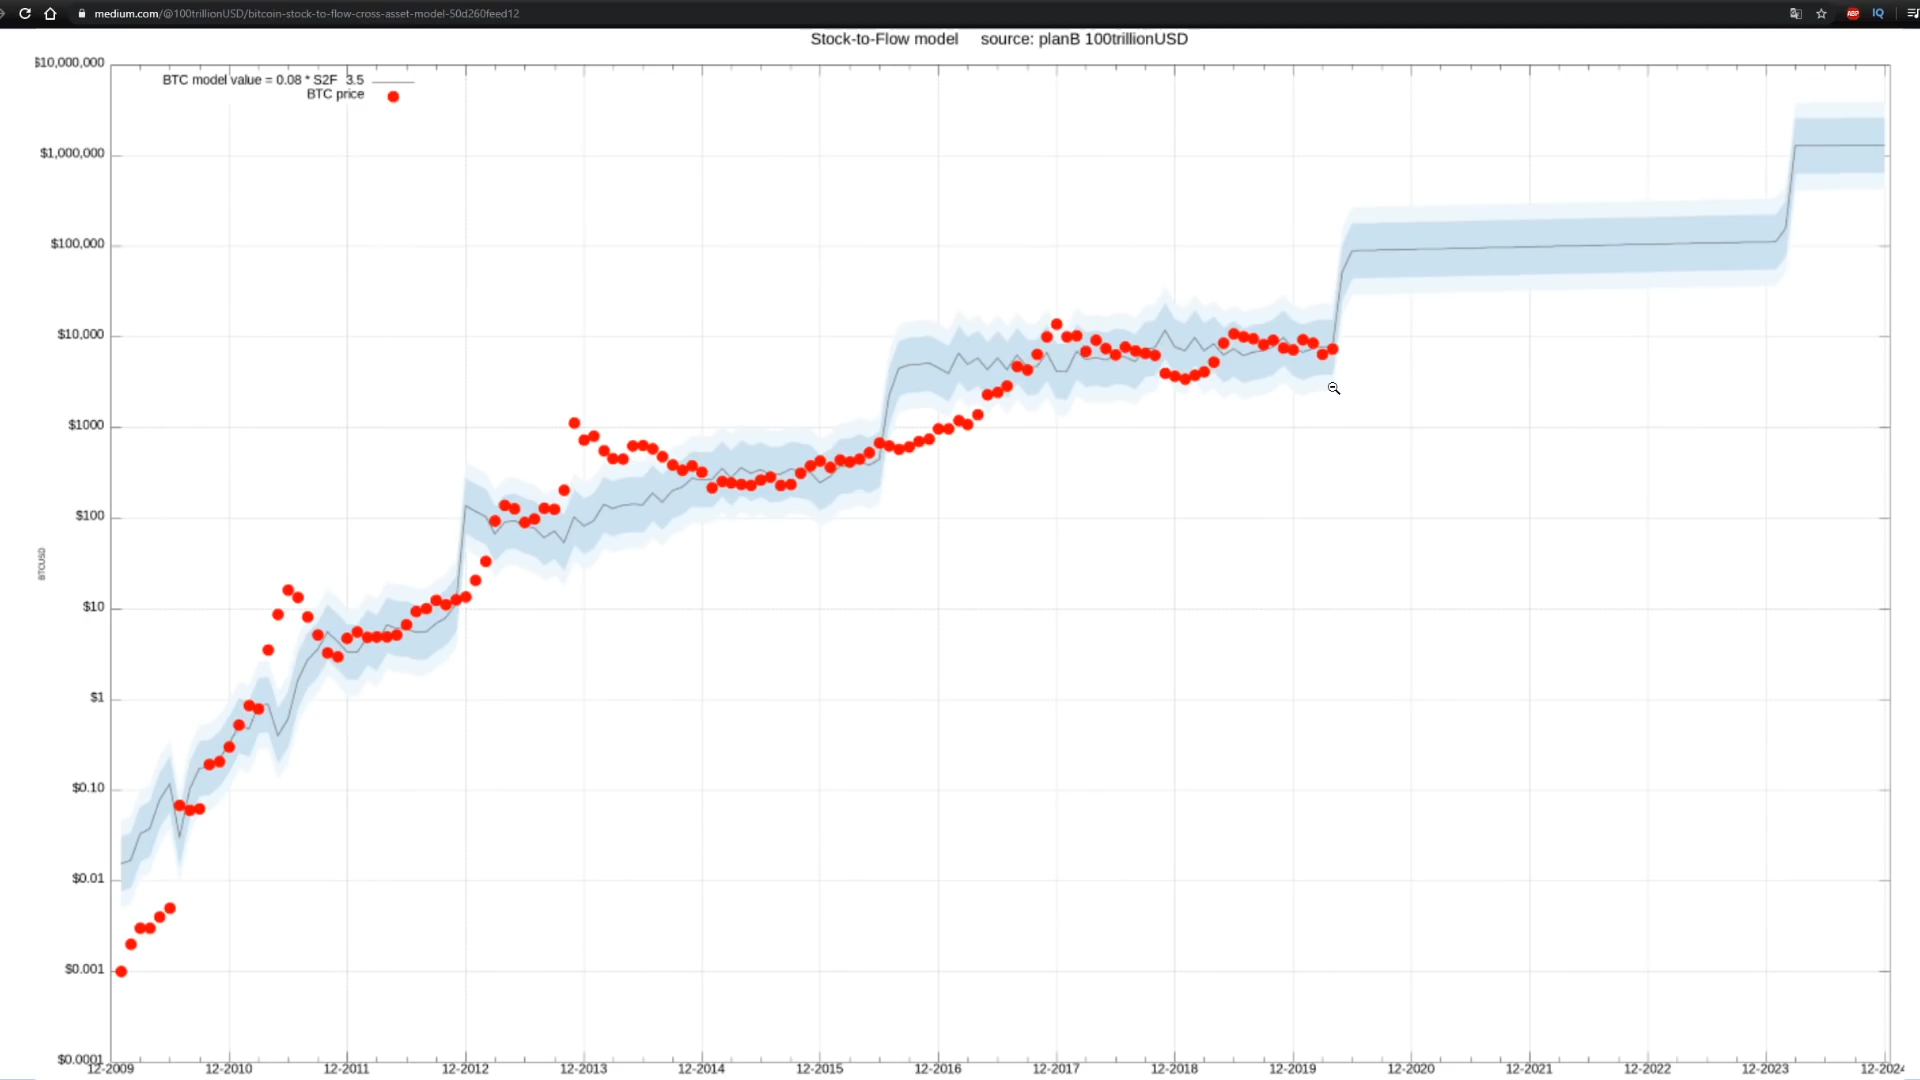 medium.com/@100trillionUSD/bitcoin-stock-to-flow-cross-asset-model-50d260feed12
ABP
IQ
Stock-to-Flow model source: planB 100trillionUSD
BTC model value = 0.08 * S2F 3.5
BTC price
$10,000,000
$1,000,000
$100,000
$10,000
$1000
$100
$10
$1
$0.10
$0.01
$0.001
$0.0001
BTCUSD
12-2009 12-2010 12-2011 12-2012 12-2013 12-2014 12-2015 12-2016 12-2017 12-2018 12-2019 12-2020 12-2021 12-2022 12-2023 12-2024